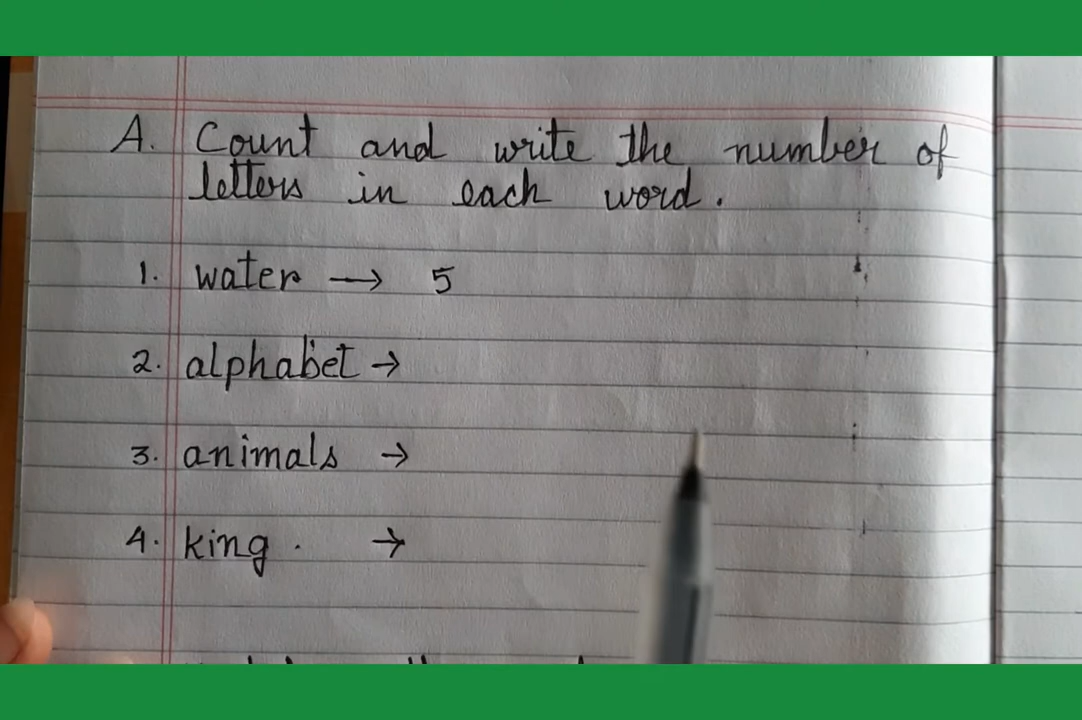 A. Count and write the number of
letters in each word.
1. water → 5
2. alphabet →
3. animals →
4. king. →